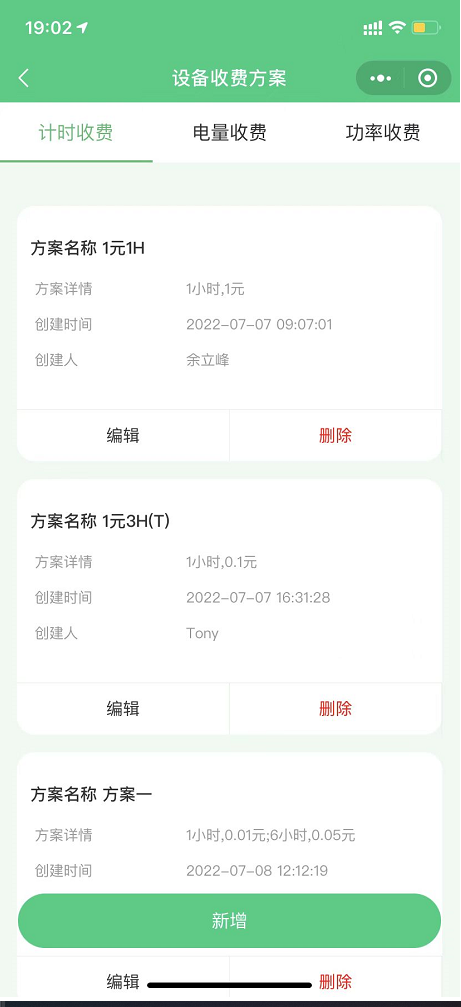 19:02
设备收费方案
计时收费 电量收费 功率收费
方案名称 1元1H
方案详情 1小时,1元
创建时间 2022-07-07 09:07:01
创建人 余立峰
编辑 删除
方案名称 1元3H(T)
方案详情 1小时,0.1元
创建时间 2022-07-07 16:31:28
创建人 Tony
编辑 删除
方案名称 方案一
方案详情 1小时,0.01元;6小时,0.05元
创建时间 2022-07-08 12:12:19
新增
编辑 删除